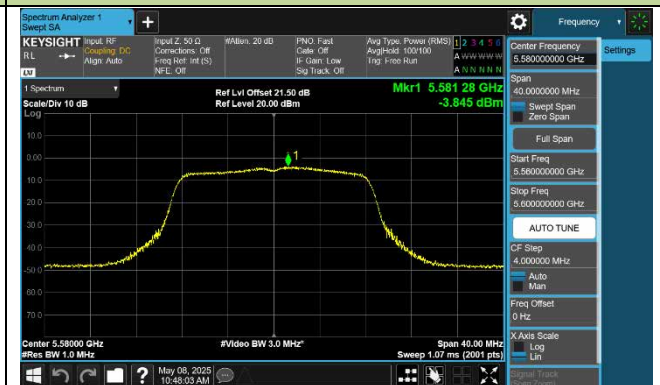 Spectrum Analyzer 1
Swept SA
+
Frequency
KEYSIGHT
RL
LV
Input: RF
Coupling: DC
Align: Auto
Input Z: 50 Ω
Corrections: Off
Freq Ref: Int (S)
NFE: Off
#Atten: 20 dB
PNO: Fast
Gate: Off
IF Gain: Low
Sig Track: Off
Avg Type: Power (RMS)
Avg|Hold: 100/100
Trig: Free Run
1 2 3 4 5 6
A W W W W W
A N N N N N
1 Spectrum
Scale/Div 10 dB
Log
Ref Lvl Offset 21.50 dB
Ref Level 20.00 dBm
Mkr1 5.581 28 GHz
-3.845 dBm
10.0
0.00
-10.0
-20.0
-30.0
-40.0
-50.0
-60.0
-70.0
1
Center 5.58000 GHz
#Res BW 1.0 MHz
#Video BW 3.0 MHz*
Span 40.00 MHz
Sweep 1.07 ms (2001 pts)
Center Frequency
5.580000000 GHz
Settings
Span
40.0000000 MHz
Swept Span
Zero Span
Full Span
Start Freq
5.560000000 GHz
Stop Freq
5.600000000 GHz
AUTO TUNE
CF Step
4.000000 MHz
Auto
Man
Freq Offset
0 Hz
X Axis Scale
Log
Lin
Signal Track
(Span Zoom)
?
May 08, 2025
10:48:03 AM